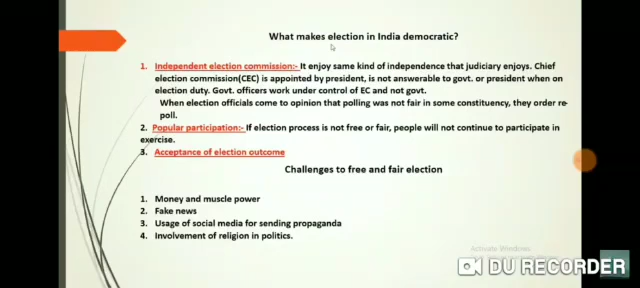 What makes election in India democratic?
1. Independent election commission:- It enjoy same kind of independence that judiciary enjoys. Chief
election commission(CEC) is appointed by president, is not answerable to govt. or president when on
election duty. Govt. officers work under control of EC and not govt.
When election officials come to opinion that polling was not fair in some constituency, they order re-
poll.
2. Popular participation:- If election process is not free or fair, people will not continue to participate in
exercise.
3. Acceptance of election outcome
Challenges to free and fair election
1. Money and muscle power
2. Fake news
3. Usage of social media for sending propaganda
4. Involvement of religion in politics.
Activate Windows
DU RECORDER